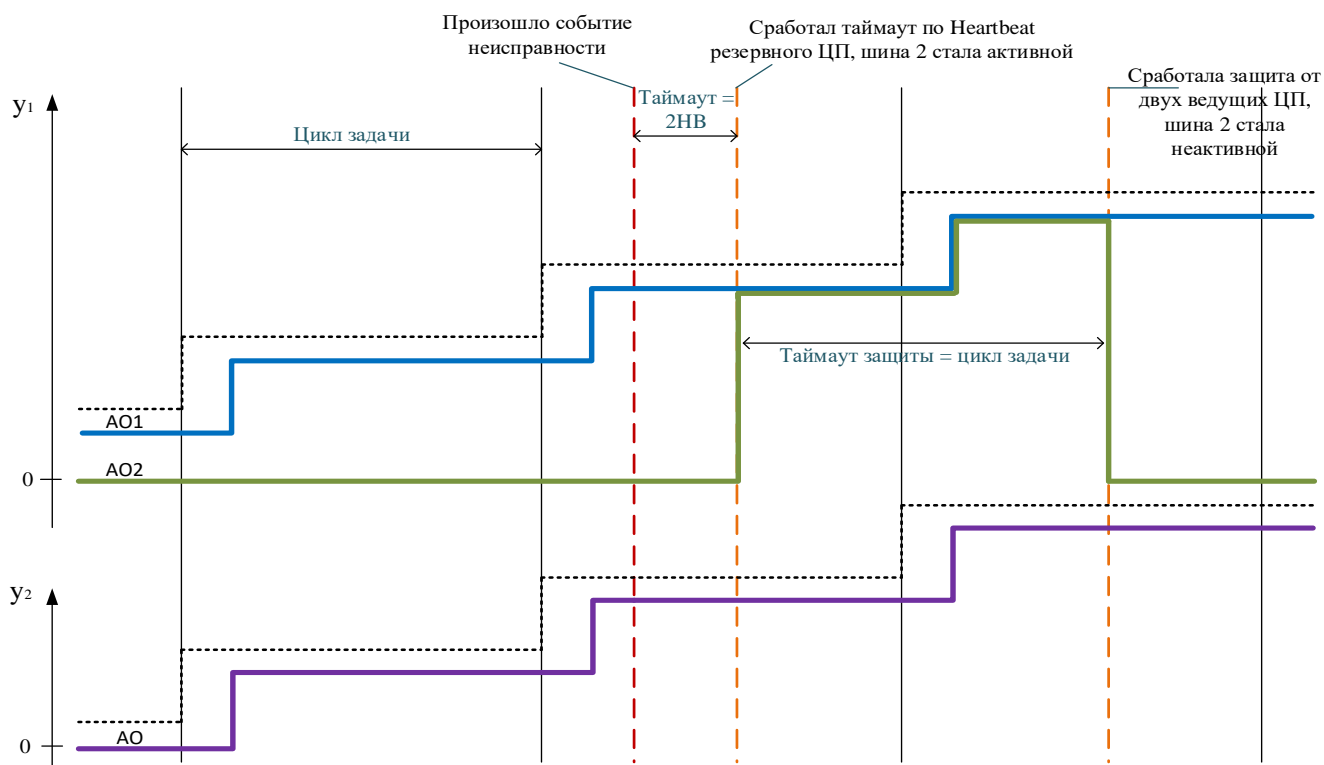 Произошло событие
неисправности
Сработал таймаут по Heartbeat
резервного ЦП, шина 2 стала активной
Сработала защита от
двух ведущих ЦП,
шина 2 стала
неактивной
y1
Таймаут =
2HB
Цикл задачи
Таймаут защиты = цикл задачи
AO1
AO2
0
y2
AO
0